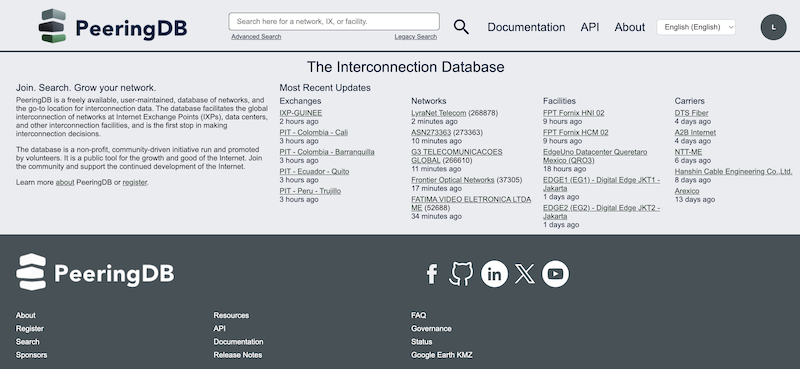 PeeringDB
Search here for a network, IX, or facility.
Advanced Search
Legacy Search
Documentation
API
About
English (English)
L
The Interconnection Database
Join. Search. Grow your network.
PeeringDB is a freely available, user-maintained, database of networks, and
the go-to location for interconnection data. The database facilitates the global
interconnection of networks at Internet Exchange Points (IXPs), data centers,
and other interconnection facilities, and is the first stop in making
interconnection decisions.
The database is a non-profit, community-driven initiative run and promoted
by volunteers. It is a public tool for the growth and good of the Internet. Join
the community and support the continued development of the Internet.
Learn more about PeeringDB or register.
Most Recent Updates
Exchanges
IXP-GUINEE
2 hours ago
PIT - Colombia - Cali
3 hours ago
PIT - Colombia - Barranquilla
3 hours ago
PIT - Ecuador - Quito
3 hours ago
PIT - Peru - Trujillo
3 hours ago
Networks
LyraNet Telecom (268878)
2 minutes ago
ASN273363 (273363)
10 minutes ago
G3 TELECOMUNICACOES
GLOBAL (266610)
11 minutes ago
Frontier Optical Networks (37305)
17 minutes ago
FATIMA VIDEO ELETRONICA LTDA
ME (52688)
34 minutes ago
Facilities
FPT Fornix HNI 02
9 hours ago
FPT Fornix HCM 02
9 hours ago
EdgeUno Datacenter Queretaro
Mexico (QRO3)
18 hours ago
EDGE1 (EG1) - Digital Edge JKT1 -
Jakarta
1 days ago
EDGE2 (EG2) - Digital Edge JKT2 -
Jakarta
1 days ago
Carriers
DTS Fiber
4 days ago
A2B Internet
4 days ago
NTT-ME
6 days ago
Hanshin Cable Engineering Co.,Ltd.
8 days ago
Arexico
13 days ago
PeeringDB
About
Register
Search
Sponsors
Resources
API
Documentation
Release Notes
FAQ
Governance
Status
Google Earth KMZ